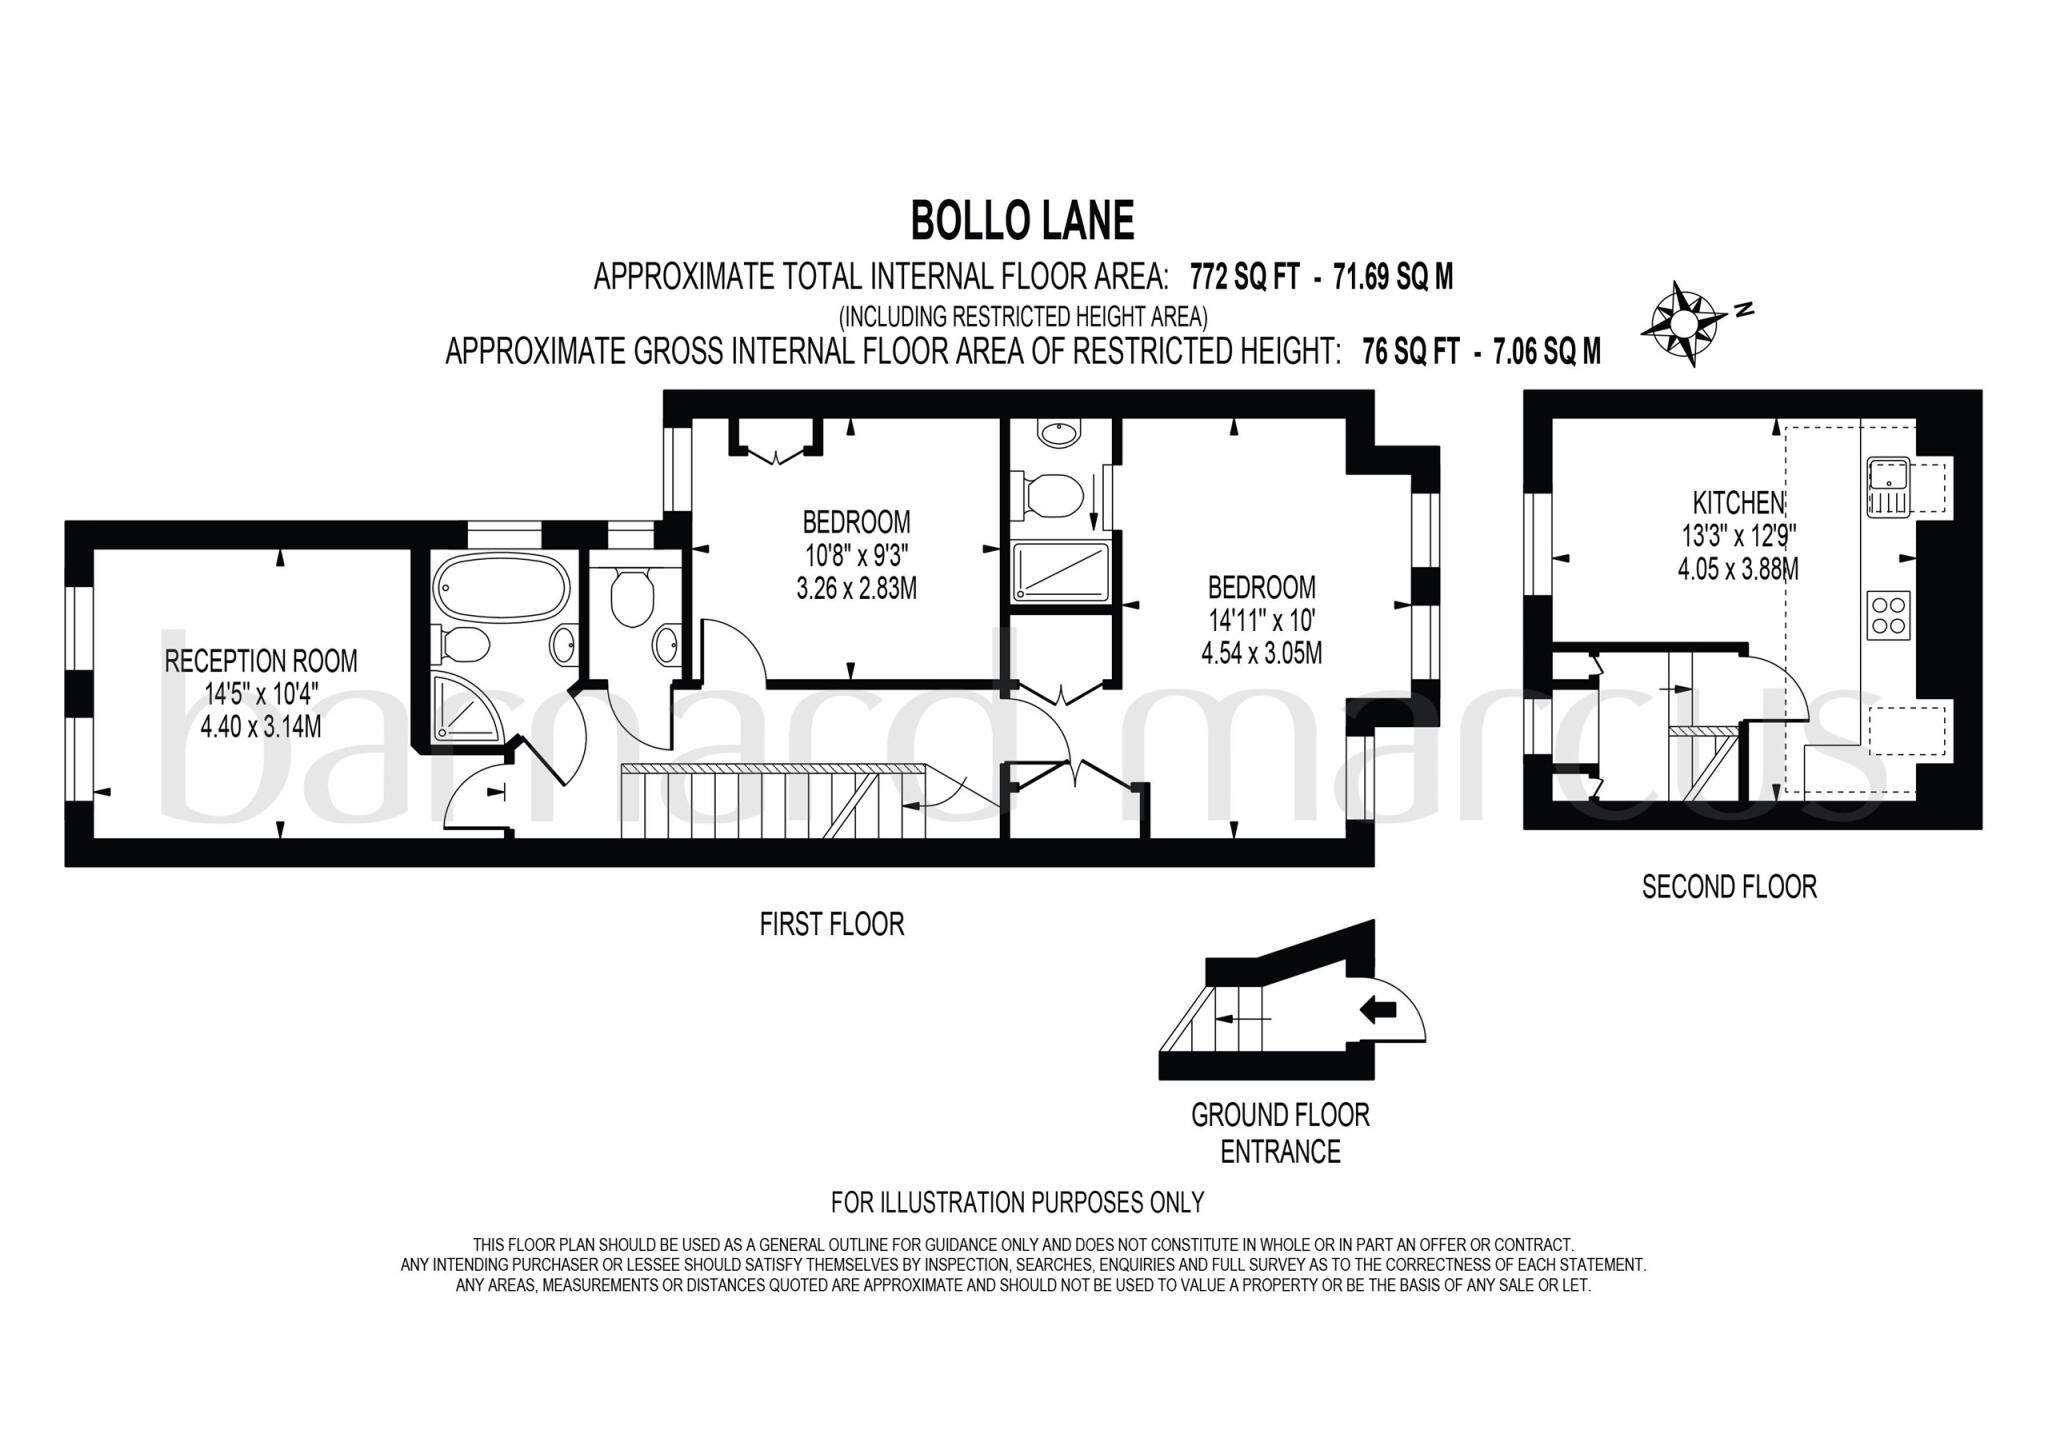 BOLLO LANE
APPROXIMATE TOTAL INTERNAL FLOOR AREA: 772 SQ FT - 71.69 SQ M
(INCLUDING RESTRICTED HEIGHT AREA)
APPROXIMATE GROSS INTERNAL FLOOR AREA OF RESTRICTED HEIGHT: 76 SQ FT - 7.06 SQ M
N
RECEPTION ROOM
14'5" x 10'4"
4.40 x 3.14M
BEDROOM
10'8" x 9'3"
3.26 x 2.83M
BEDROOM
14'11" x 10'
4.54 x 3.05M
KITCHEN
13'3" x 12'9"
4.05 x 3.88M
barnard marcus
FIRST FLOOR
SECOND FLOOR
GROUND FLOOR
ENTRANCE
FOR ILLUSTRATION PURPOSES ONLY
THIS FLOOR PLAN SHOULD BE USED AS A GENERAL OUTLINE FOR GUIDANCE ONLY AND DOES NOT CONSTITUTE IN WHOLE OR IN PART AN OFFER OR CONTRACT.
ANY INTENDING PURCHASER OR LESSEE SHOULD SATISFY THEMSELVES BY INSPECTION, SEARCHES, ENQUIRIES AND FULL SURVEY AS TO THE CORRECTNESS OF EACH STATEMENT.
ANY AREAS, MEASUREMENTS OR DISTANCES QUOTED ARE APPROXIMATE AND SHOULD NOT BE USED TO VALUE A PROPERTY OR BE THE BASIS OF ANY SALE OR LET.